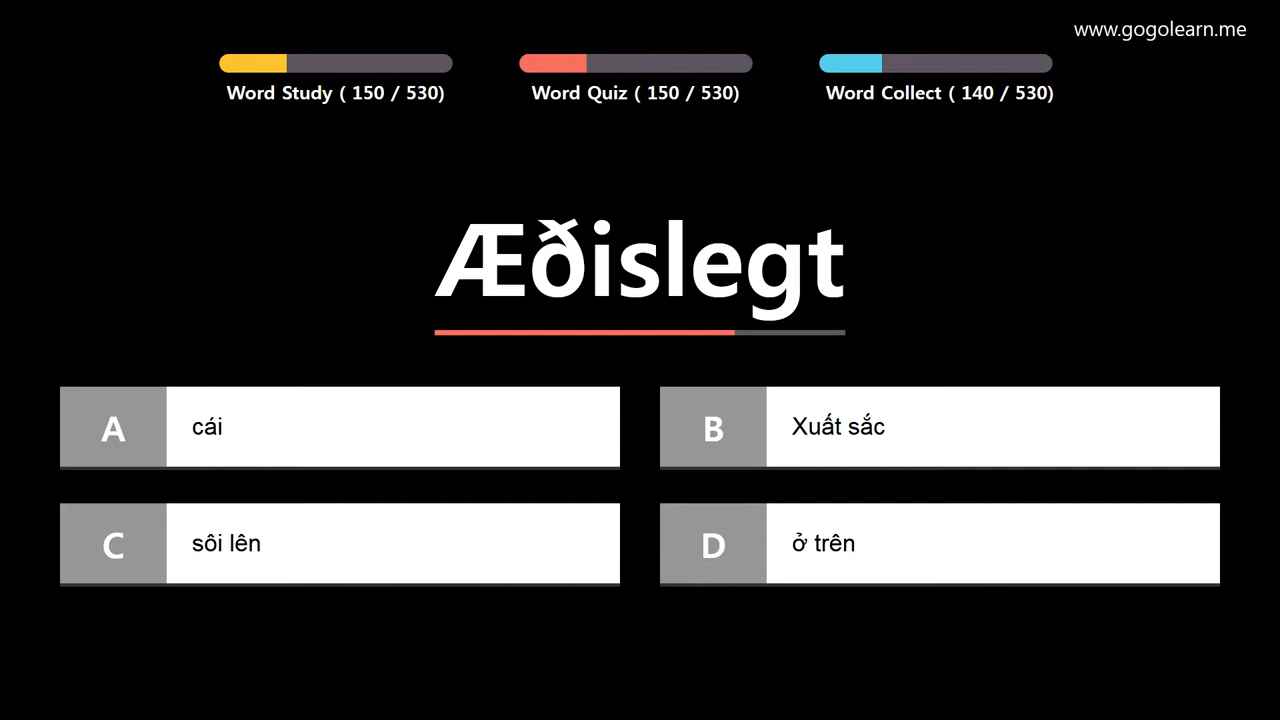 www.gogolearn.me
Word Study ( 150 / 530)
Word Quiz ( 150 / 530)
Word Collect ( 140 / 530)
Æðislegt
A cái
B Xuất sắc
C sôi lên
D ở trên